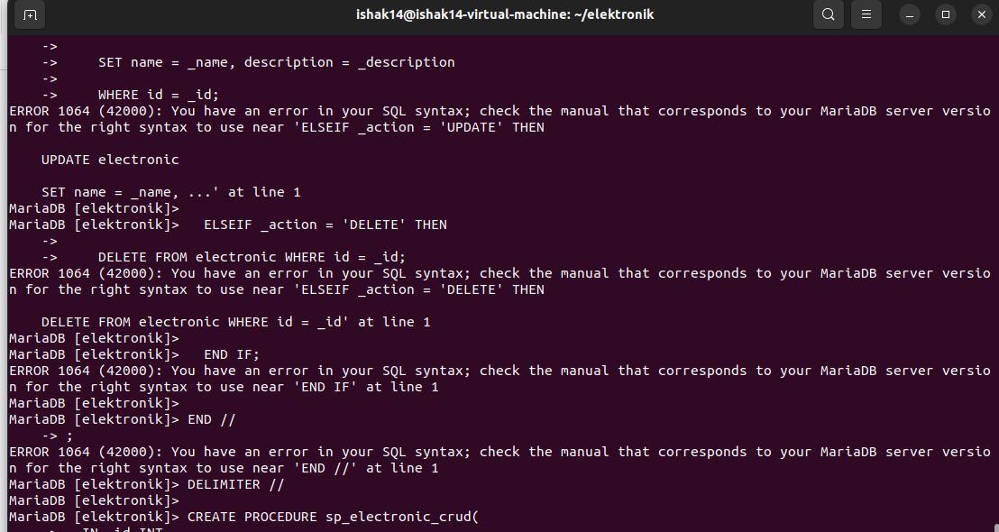 ishak14@ishak14-virtual-machine: ~/elektronik
->
->     SET name = _name, description = _description
->
->     WHERE id = _id;
ERROR 1064 (42000): You have an error in your SQL syntax; check the manual that corresponds to your MariaDB server versio
n for the right syntax to use near 'ELSEIF _action = 'UPDATE' THEN
UPDATE electronic
SET name = _name, ...' at line 1
MariaDB [elektronik]>
MariaDB [elektronik]>   ELSEIF _action = 'DELETE' THEN
->
->     DELETE FROM electronic WHERE id = _id;
ERROR 1064 (42000): You have an error in your SQL syntax; check the manual that corresponds to your MariaDB server versio
n for the right syntax to use near 'ELSEIF _action = 'DELETE' THEN
DELETE FROM electronic WHERE id = _id' at line 1
MariaDB [elektronik]>
MariaDB [elektronik]>   END IF;
ERROR 1064 (42000): You have an error in your SQL syntax; check the manual that corresponds to your MariaDB server versio
n for the right syntax to use near 'END IF' at line 1
MariaDB [elektronik]>
MariaDB [elektronik]> END //
-> ;
ERROR 1064 (42000): You have an error in your SQL syntax; check the manual that corresponds to your MariaDB server versio
n for the right syntax to use near 'END //' at line 1
MariaDB [elektronik]> DELIMITER //
MariaDB [elektronik]>
MariaDB [elektronik]> CREATE PROCEDURE sp_electronic_crud(
->   IN _id INT